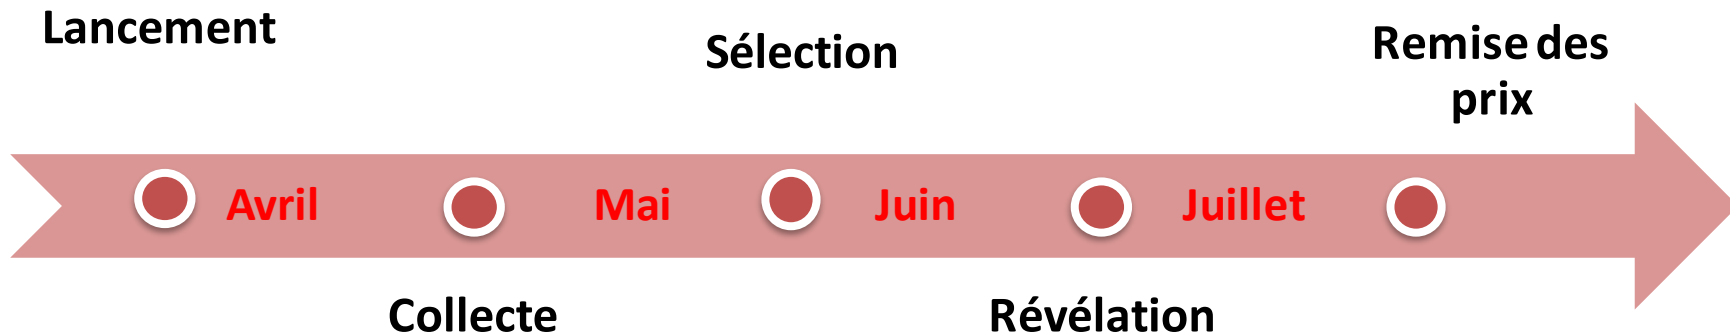 Lancement
Sélection
Remise des
prix
Avril
Mai
Juin
Juillet
Collecte
Révélation